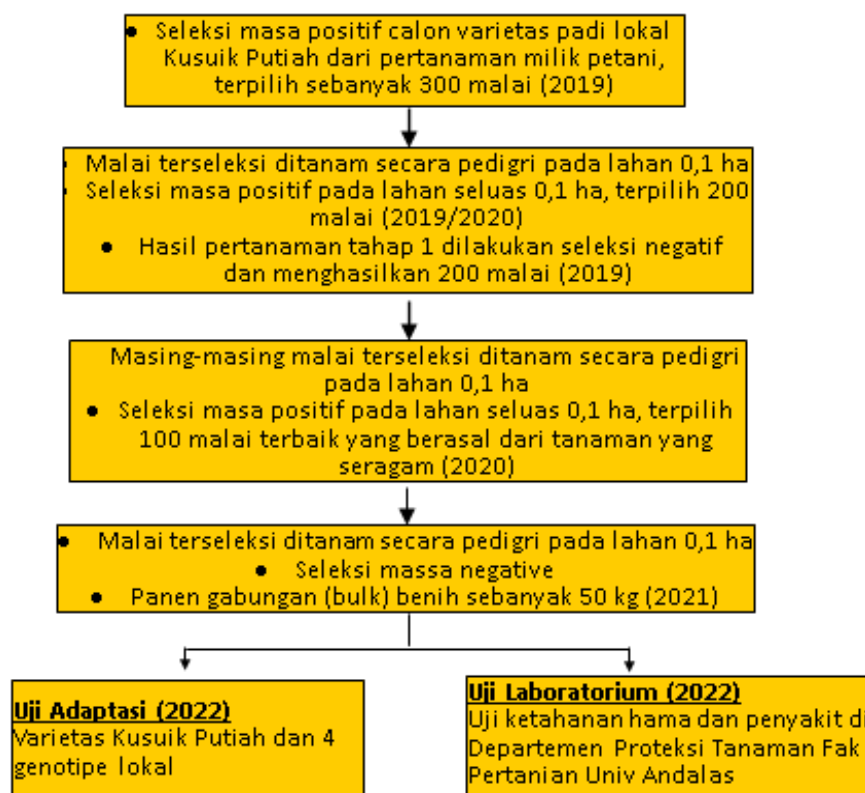 ● Seleksi masa positif calon varietas padi lokal
Kusuik Putiah dari pertanaman milik petani,
terpilih sebanyak 300 malai (2019)
Malai terseleksi ditanam secara pedigri pada lahan 0,1 ha
Seleksi masa positif pada lahan seluas 0,1 ha, terpilih 200
malai (2019/2020)
● Hasil pertanaman tahap 1 dilakukan seleksi negatif
dan menghasilkan 200 malai (2019)
Masing-masing malai terseleksi ditanam secara pedigri
pada lahan 0,1 ha
● Seleksi masa positif pada lahan seluas 0,1 ha, terpilih
100 malai terbaik yang berasal dari tanaman yang
seragam (2020)
● Malai terseleksi ditanam secara pedigri pada lahan 0,1 ha
● Seleksi massa negative
● Panen gabungan (bulk) benih sebanyak 50 kg (2021)
Uji Adaptasi (2022)
Varietas Kusuik Putiah dan 4
genotipe lokal
Uji Laboratorium (2022)
Uji ketahanan hama dan penyakit di
Departemen Proteksi Tanaman Fak
Pertanian Univ Andalas